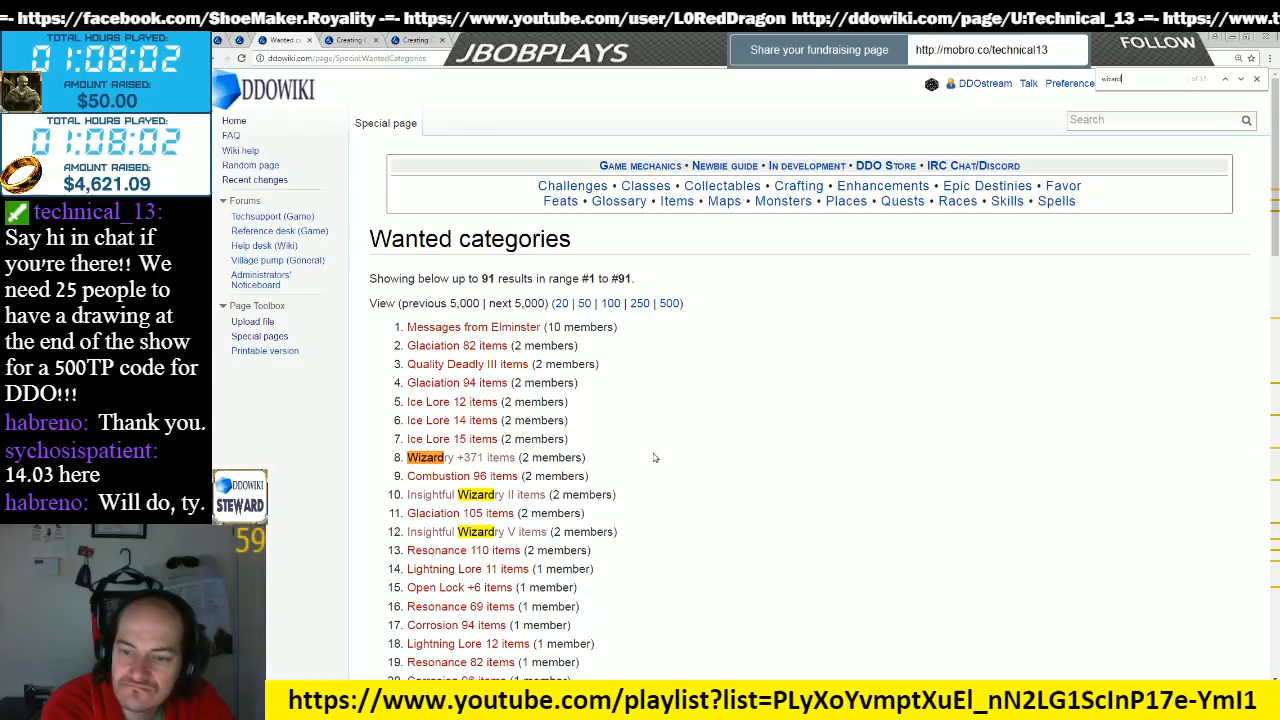 https://facebook.com/ShoeMaker.Royality -=- https://www.youtube.com/user/L0RedDragon http://ddowiki.com/page/U:Technical_13 -=- https://www.t
TOTAL HOURS PLAYED:
01:08:02
AMOUNT RAISED:
$50.00
TOTAL HOURS PLAYED:
01:08:02
AMOUNT RAISED:
$4,621.09
technical_13:
Say hi in chat if
you're there!! We
need 25 people to
have a drawing at
the end of the show
for a 500TP code for
DDO!!!
habreno: Thank you.
sychosispatient:
14.03 here
habreno: Will do, ty.
Wanted c
Creating
Creating
JBOBPLAYS
Share your fundraising page
http://mobro.co/technical13
FOLLOW
ddowiki.com/page/Special:WantedCategories
wizard
1 of 13
DDOWIKI
DDOstream Talk Preference
Home
FAQ
Wiki help
Random page
Recent changes
Forums
Techsupport (Game)
Reference desk (Game)
Help desk (Wiki)
Village pump (General)
Administrators'
Noticeboard
Page Toolbox
Upload file
Special pages
Printable version
Special page
Search
Game mechanics • Newbie guide • In development • DDO Store • IRC Chat/Discord
Challenges • Classes • Collectables • Crafting • Enhancements • Epic Destinies • Favor
Feats • Glossary • Items • Maps • Monsters • Places • Quests • Races • Skills • Spells
Wanted categories
Showing below up to 91 results in range #1 to #91.
View (previous 5,000 | next 5,000) (20 | 50 | 100 | 250 | 500)
1. Messages from Elminster (10 members)
2. Glaciation 82 items (2 members)
3. Quality Deadly III items (2 members)
4. Glaciation 94 items (2 members)
5. Ice Lore 12 items (2 members)
6. Ice Lore 14 items (2 members)
7. Ice Lore 15 items (2 members)
8. Wizardry +371 items (2 members)
9. Combustion 96 items (2 members)
10. Insightful Wizardry II items (2 members)
11. Glaciation 105 items (2 members)
12. Insightful Wizardry V items (2 members)
13. Resonance 110 items (2 members)
14. Lightning Lore 11 items (1 member)
15. Open Lock +6 items (1 member)
16. Resonance 69 items (1 member)
17. Corrosion 94 items (1 member)
18. Lightning Lore 12 items (1 member)
19. Resonance 82 items (1 member)
DDOWIKI
STEWARD
59
https://www.youtube.com/playlist?list=PLyXoYvmptXuEl_nN2LG1ScInP17e-YmI1